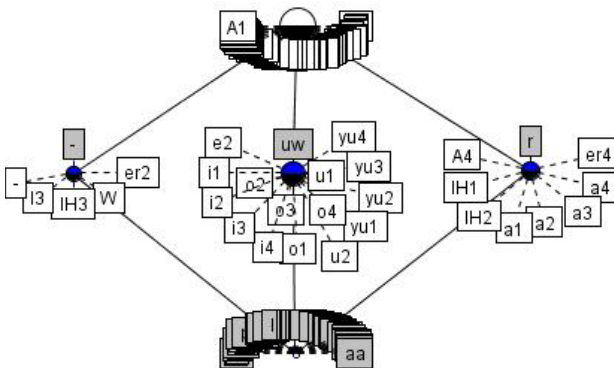 A1
-
uw
r
-
I3
IH3
W
er2
e2
i1
i2
i3
i4
o2
o3
o1
o4
u1
u2
yu1
yu2
yu3
yu4
A4
IH1
IH2
a1
a2
a3
a4
er4
aa